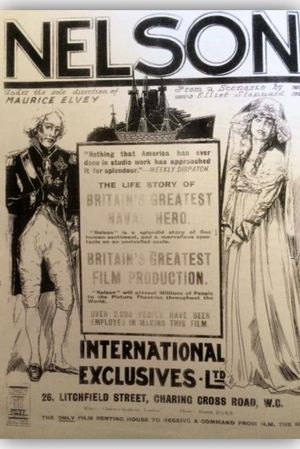 NELSON
Under the sole direction of
MAURICE ELVEY
From a Scenario by
Eliot Stannard
"Nothing that America has ever
done in studio work has approached
it for splendour."—WEEKLY DISPATCH.
THE LIFE STORY OF
BRITAIN'S GREATEST
NAVAL HERO.
"Nelson" is a splendid story of fine
human sentiment, and a marvellous spec-
tacle on an unrivalled scale.
BRITAIN'S GREATEST
FILM PRODUCTION.
"Nelson" will attract Millions of People
to the Picture Theatres throughout the
World.
OVER 2,000 PEOPLE HAVE BEEN
EMPLOYED IN MAKING THIS FILM.
INTERNATIONAL
EXCLUSIVES·LTD
26, LITCHFIELD STREET, CHARING CROSS ROAD, W.C.
THE ONLY FILM RENTING HOUSE TO RECEIVE A COMMAND FROM H.M. THE